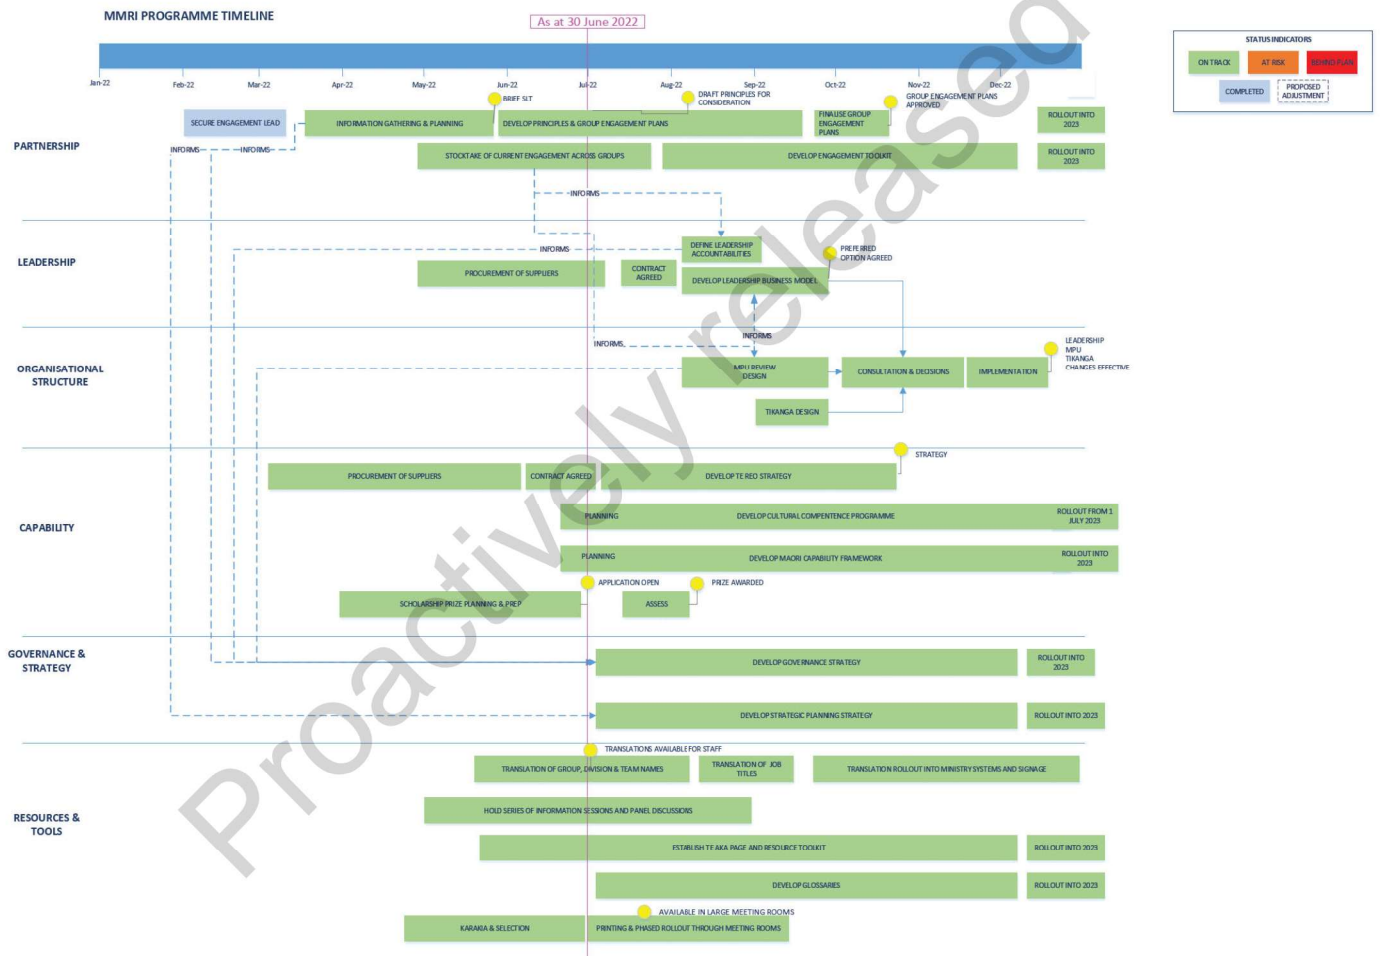 MMRI PROGRAMME TIMELINE
As at 30 June 2022
STATUS INDICATORS
ON TRACK
AT RISK
BEHIND PLAN
COMPLETED
PROPOSED
ADJUSTMENT
Jan-22
Feb-22
Mar-22
Apr-22
May-22
Jun-22
Jul-22
Aug-22
Sep-22
Oct-22
Nov-22
Dec-22
PARTNERSHIP
SECURE ENGAGEMENT LEAD
INFORMATION GATHERING & PLANNING
BRIEF SLT
DEVELOP PRINCIPLES & GROUP ENGAGEMENT PLANS
DRAFT PRINCIPLES FOR
CONSIDERATION
FINALISE GROUP
ENGAGEMENT
PLANS
GROUP ENGAGEMENT PLANS
APPROVED
ROLLOUT INTO
2023
INFORMS
INFORMS
STOCKTAKE OF CURRENT ENGAGEMENT ACROSS GROUPS
DEVELOP ENGAGEMENT TOOLKIT
ROLLOUT INTO
2023
INFORMS
LEADERSHIP
INFORMS
DEFINE LEADERSHIP
ACCOUNTABILITIES
PROCUREMENT OF SUPPLIERS
CONTRACT
AGREED
DEVELOP LEADERSHIP BUSINESS MODEL
PREFERRED
OPTION AGREED
INFORMS
INFORMS
ORGANISATIONAL
STRUCTURE
MPU REVIEW
DESIGN
CONSULTATION & DECISIONS
IMPLEMENTATION
LEADERSHIP
MPU
TIKANGA
CHANGES EFFECTIVE
TIKANGA DESIGN
CAPABILITY
PROCUREMENT OF SUPPLIERS
CONTRACT AGREED
DEVELOP TE REO STRATEGY
STRATEGY
PLANNING
DEVELOP CULTURAL COMPENTENCE PROGRAMME
ROLLOUT FROM 1
JULY 2023
PLANNING
DEVELOP MAORI CAPABILITY FRAMEWORK
ROLLOUT INTO
2023
APPLICATION OPEN
PRIZE AWARDED
SCHOLARSHIP PRIZE PLANNING & PREP
ASSESS
GOVERNANCE &
STRATEGY
DEVELOP GOVERNANCE STRATEGY
ROLLOUT INTO
2023
DEVELOP STRATEGIC PLANNING STRATEGY
ROLLOUT INTO 2023
RESOURCES &
TOOLS
TRANSLATIONS AVAILABLE FOR STAFF
TRANSLATION OF GROUP, DIVISION & TEAM NAMES
TRANSLATION OF JOB
TITLES
TRANSLATION ROLLOUT INTO MINISTRY SYSTEMS AND SIGNAGE
HOLD SERIES OF INFORMATION SESSIONS AND PANEL DISCUSSIONS
ESTABLISH TE AKA PAGE AND RESOURCE TOOLKIT
ROLLOUT INTO 2023
DEVELOP GLOSSARIES
ROLLOUT INTO 2023
AVAILABLE IN LARGE MEETING ROOMS
KARAKIA & SELECTION
PRINTING & PHASED ROLLOUT THROUGH MEETING ROOMS
Proactively released